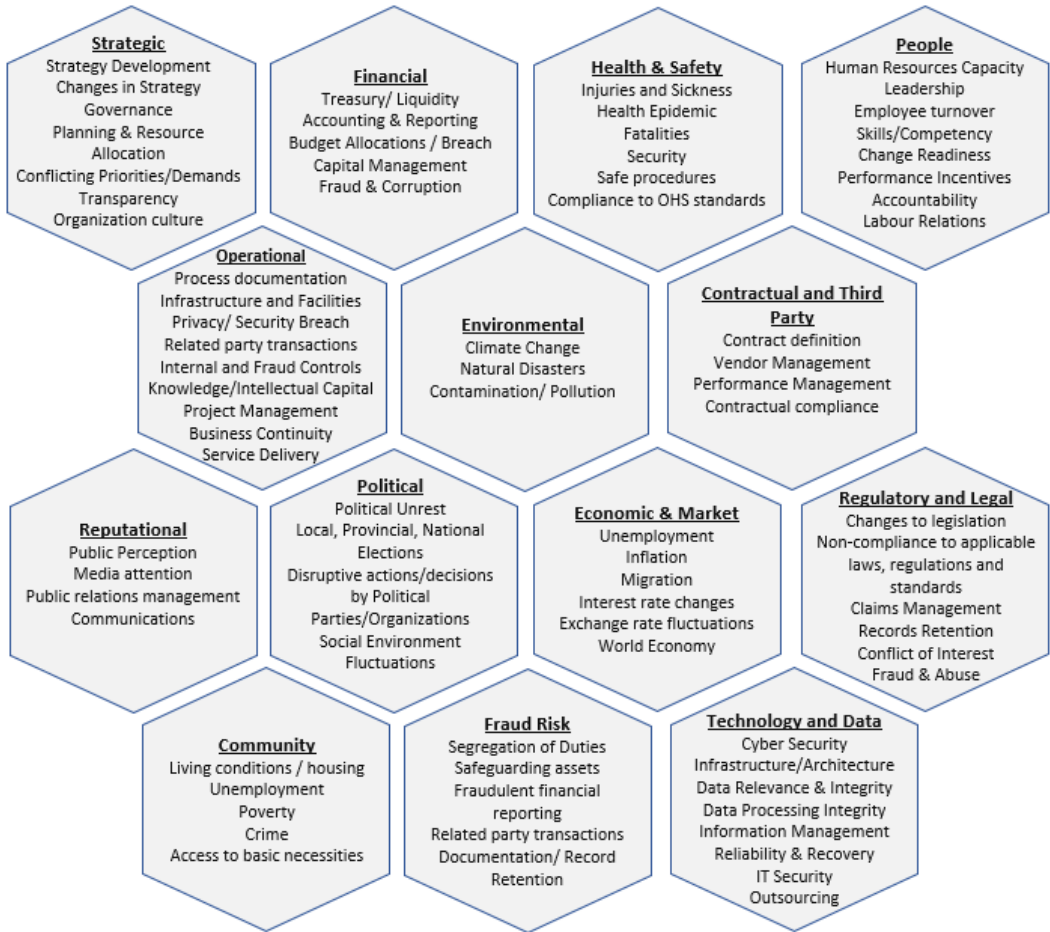 Strategic
Strategy Development
Changes in Strategy
Governance
Planning & Resource
Allocation
Conflicting Priorities/Demands
Transparency
Organization culture
Financial
Treasury/ Liquidity
Accounting & Reporting
Budget Allocations / Breach
Capital Management
Fraud & Corruption
Health & Safety
Injuries and Sickness
Health Epidemic
Fatalities
Security
Safe procedures
Compliance to OHS standards
People
Human Resources Capacity
Leadership
Employee turnover
Skills/Competency
Change Readiness
Performance Incentives
Accountability
Labour Relations
Operational
Process documentation
Infrastructure and Facilities
Privacy/ Security Breach
Related party transactions
Internal and Fraud Controls
Knowledge/Intellectual Capital
Project Management
Business Continuity
Service Delivery
Environmental
Climate Change
Natural Disasters
Contamination/ Pollution
Contractual and Third
Party
Contract definition
Vendor Management
Performance Management
Contractual compliance
Reputational
Public Perception
Media attention
Public relations management
Communications
Political
Political Unrest
Local, Provincial, National
Elections
Disruptive actions/decisions
by Political
Parties/Organizations
Social Environment
Fluctuations
Economic & Market
Unemployment
Inflation
Migration
Interest rate changes
Exchange rate fluctuations
World Economy
Regulatory and Legal
Changes to legislation
Non-compliance to applicable
laws, regulations and
standards
Claims Management
Records Retention
Conflict of Interest
Fraud & Abuse
Community
Living conditions / housing
Unemployment
Poverty
Crime
Access to basic necessities
Fraud Risk
Segregation of Duties
Safeguarding assets
Fraudulent financial
reporting
Related party transactions
Documentation/ Record
Retention
Technology and Data
Cyber Security
Infrastructure/Architecture
Data Relevance & Integrity
Data Processing Integrity
Information Management
Reliability & Recovery
IT Security
Outsourcing